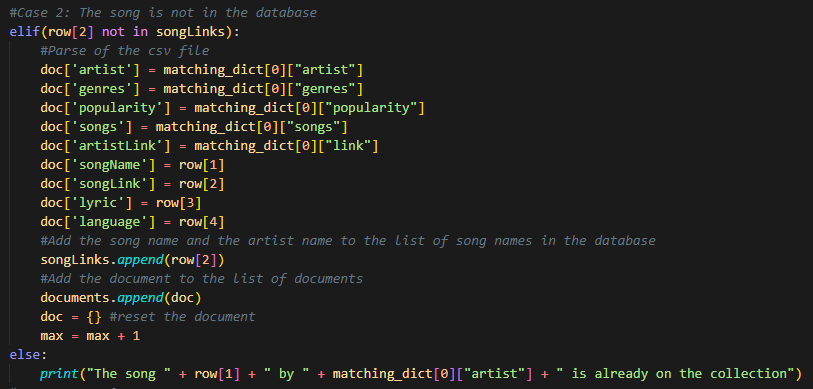 #Case 2: The song is not in the database
elif(row[2] not in songLinks):
    #Parse of the csv file
    doc['artist'] = matching_dict[0]["artist"]
    doc['genres'] = matching_dict[0]["genres"]
    doc['popularity'] = matching_dict[0]["popularity"]
    doc['songs'] = matching_dict[0]["songs"]
    doc['artistLink'] = matching_dict[0]["link"]
    doc['songName'] = row[1]
    doc['songLink'] = row[2]
    doc['lyric'] = row[3]
    doc['language'] = row[4]
    #Add the song name and the artist name to the list of song names in the database
    songLinks.append(row[2])
    #Add the document to the list of documents
    documents.append(doc)
    doc = {} #reset the document
    max = max + 1
else:
    print("The song " + row[1] + " by " + matching_dict[0]["artist"] + " is already on the collection")